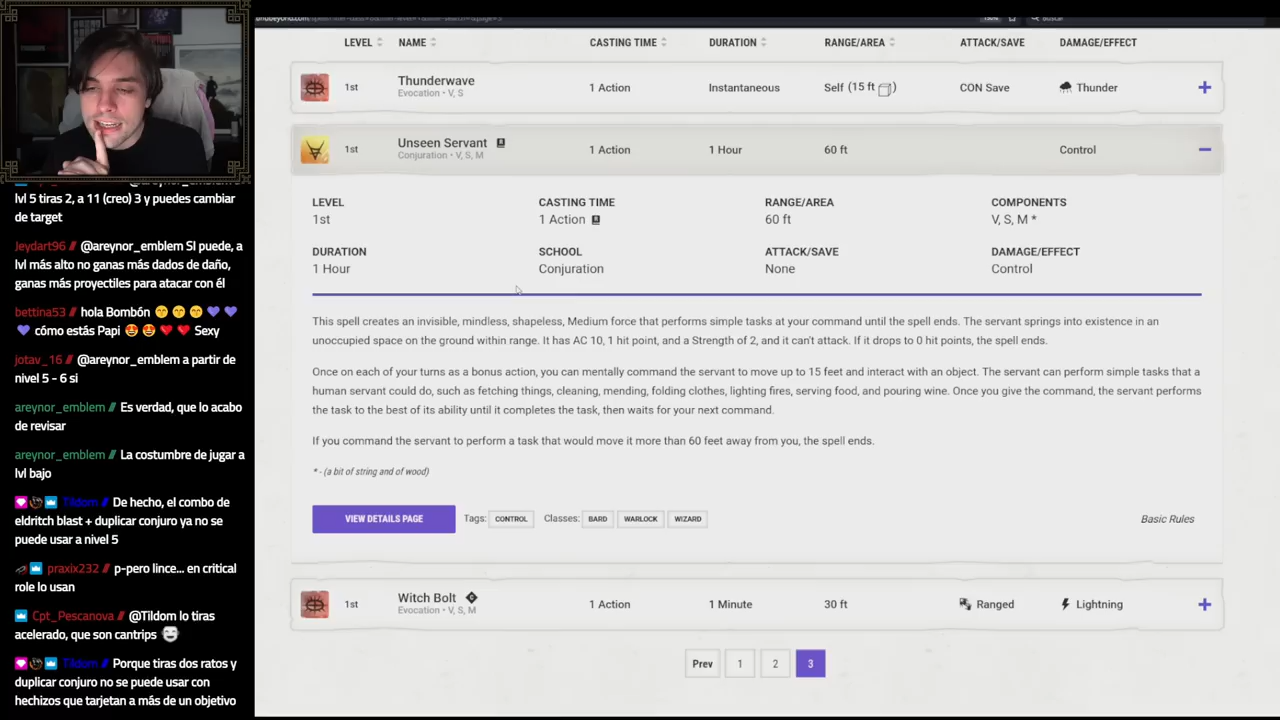 lvl 5 tiras 2, a 11 (creo) 3 y puedes cambiar
de target
Jeydart96 // @areynor_emblem SI puede, a
lvl más alto no ganas más dados de daño,
ganas más proyectiles para atacar con él
bettina53 // hola Bombón 😁😁😁💜💜
💜 cómo estás Papi 😍😍❤️❤️ Sexy
jotav_16 // @areynor_emblem a partir de
nivel 5 - 6 si
areynor_emblem // Es verdad, que lo acabo
de revisar
areynor_emblem // La costumbre de jugar a
lvl bajo
Tildom // De hecho, el combo de
eldritch blast + duplicar conjuro ya no se
puede usar a nivel 5
praxix232 // p-pero lince... en critical
role lo usan
Cpt_Pescanova // @Tildom lo tiras
acelerado, que son cantrips
Tildom // Porque tiras dos ratos y
duplicar conjuro no se puede usar con
hechizos que tarjetan a más de un objetivo
LEVEL NAME CASTING TIME DURATION RANGE/AREA ATTACK/SAVE DAMAGE/EFFECT
1st Thunderwave 1 Action Instantaneous Self (15 ft ) CON Save Thunder +
Evocation • V, S
1st Unseen Servant 1 Action 1 Hour 60 ft Control −
Conjuration • V, S, M
LEVEL CASTING TIME RANGE/AREA COMPONENTS
1st 1 Action 60 ft V, S, M *
DURATION SCHOOL ATTACK/SAVE DAMAGE/EFFECT
1 Hour Conjuration None Control
This spell creates an invisible, mindless, shapeless, Medium force that performs simple tasks at your command until the spell ends. The servant springs into existence in an
unoccupied space on the ground within range. It has AC 10, 1 hit point, and a Strength of 2, and it can't attack. If it drops to 0 hit points, the spell ends.
Once on each of your turns as a bonus action, you can mentally command the servant to move up to 15 feet and interact with an object. The servant can perform simple tasks that a
human servant could do, such as fetching things, cleaning, mending, folding clothes, lighting fires, serving food, and pouring wine. Once you give the command, the servant performs
the task to the best of its ability until it completes the task, then waits for your next command.
If you command the servant to perform a task that would move it more than 60 feet away from you, the spell ends.
* - (a bit of string and of wood)
VIEW DETAILS PAGE Tags: CONTROL Classes: BARD WARLOCK WIZARD Basic Rules
1st Witch Bolt 1 Action 1 Minute 30 ft Ranged Lightning +
Evocation • V, S, M
Prev 1 2 3